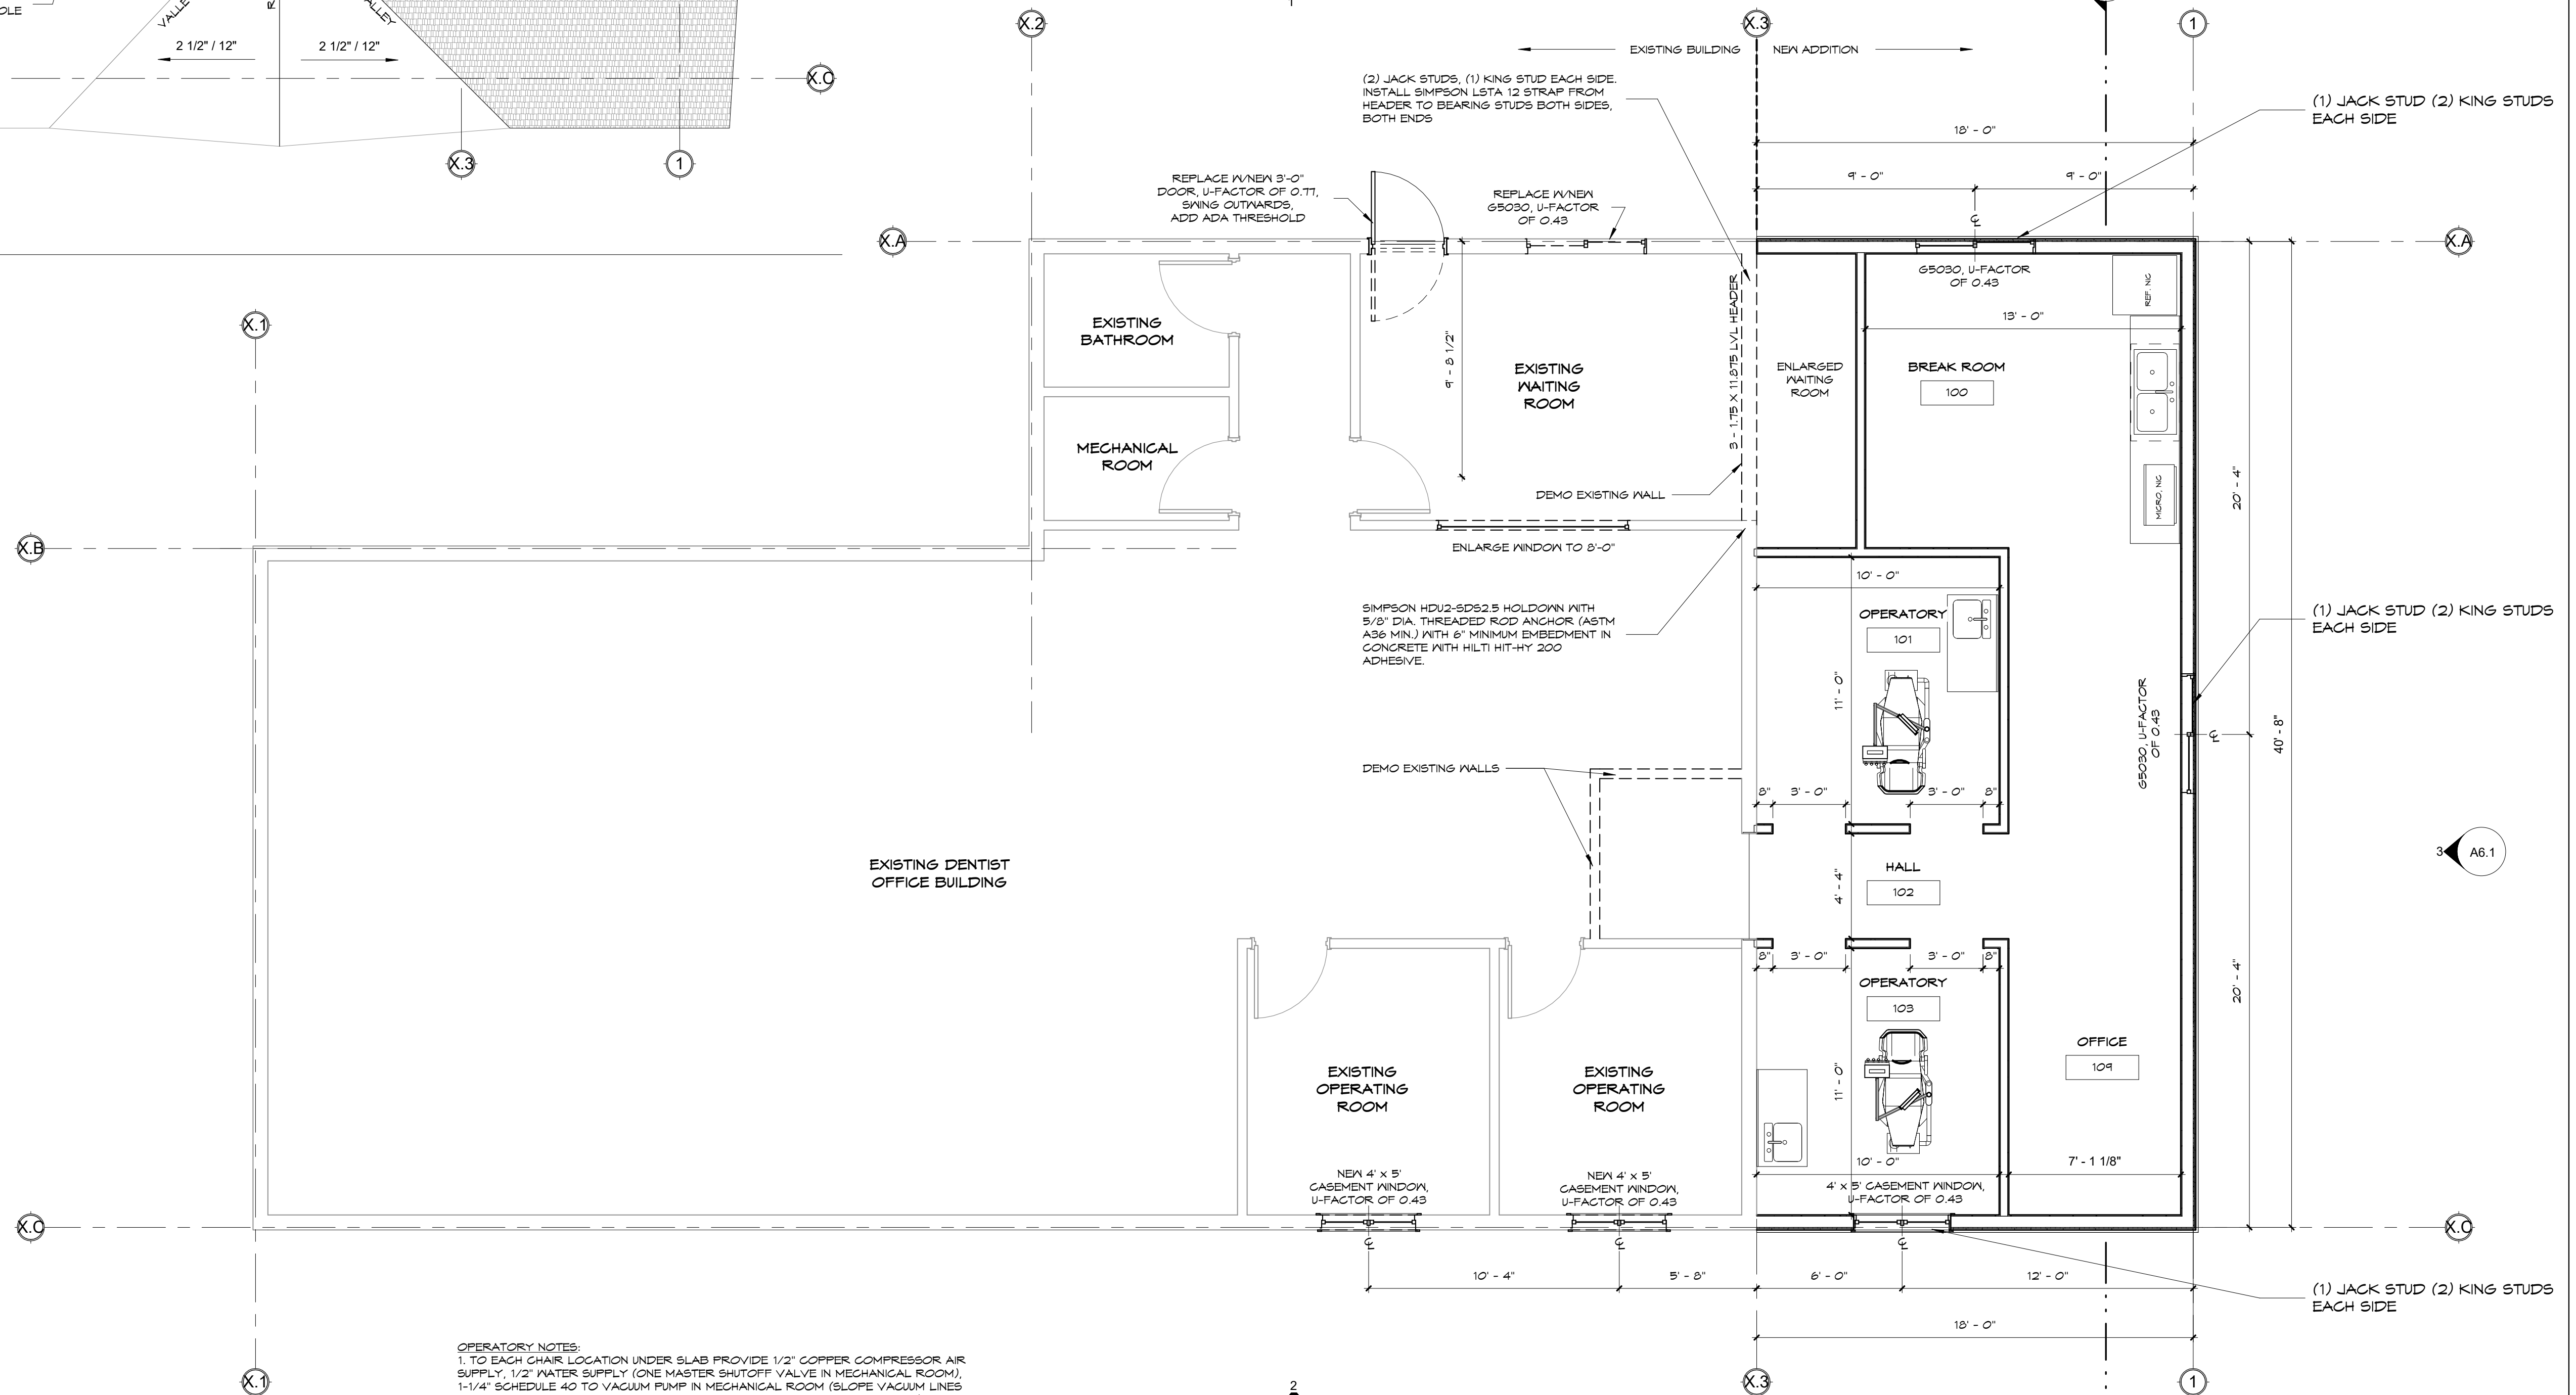 OLE
VALLE
R
ALLEY
2 1/2" / 12"
2 1/2" / 12"
X.C
X.3
1
X.2
X.3
1
EXISTING BUILDING
NEW ADDITION
(2) JACK STUDS, (1) KING STUD EACH SIDE.
INSTALL SIMPSON LSTA 12 STRAP FROM
HEADER TO BEARING STUDS BOTH SIDES,
BOTH ENDS
(1) JACK STUD (2) KING STUDS
EACH SIDE
18' - 0"
9' - 0"
9' - 0"
REPLACE W/NEW 3'-0"
DOOR, U-FACTOR OF 0.77,
SWING OUTWARDS,
ADD ADA THRESHOLD
REPLACE W/NEW
G5030, U-FACTOR
OF 0.43
X.A
X.A
G5030, U-FACTOR
OF 0.43
REF. NC
13' - 0"
X.1
EXISTING
BATHROOM
9' - 8 1/2"
EXISTING
WAITING
ROOM
3 - 1.75 X 11.875 LVL HEADER
ENLARGED
WAITING
ROOM
BREAK ROOM
100
MECHANICAL
ROOM
DEMO EXISTING WALL
MICRO, NIC
20' - 4"
X.B
ENLARGE WINDOW TO 8'-0"
10' - 0"
SIMPSON HDU2-SDS2.5 HOLDOWN WITH
5/8" DIA. THREADED ROD ANCHOR (ASTM
A36 MIN.) WITH 6" MINIMUM EMBEDMENT IN
CONCRETE WITH HILTI HIT-HY 200
ADHESIVE.
OPERATORY
101
11' - 0"
(1) JACK STUD (2) KING STUDS
EACH SIDE
G5030, U-FACTOR
OF 0.43
40' - 8"
DEMO EXISTING WALLS
8"
3' - 0"
3' - 0"
8"
EXISTING DENTIST
OFFICE BUILDING
HALL
102
4' - 4"
3
A6.1
8"
3' - 0"
3' - 0"
8"
OPERATORY
103
20' - 4"
EXISTING
OPERATING
ROOM
EXISTING
OPERATING
ROOM
11' - 0"
OFFICE
109
10' - 0"
7' - 1 1/8"
NEW 4' x 5'
CASEMENT WINDOW,
U-FACTOR OF 0.43
NEW 4' x 5'
CASEMENT WINDOW,
U-FACTOR OF 0.43
4' x 5' CASEMENT WINDOW,
U-FACTOR OF 0.43
X.C
X.C
10' - 4"
5' - 8"
6' - 0"
12' - 0"
(1) JACK STUD (2) KING STUDS
EACH SIDE
18' - 0"
OPERATORY NOTES:
1. TO EACH CHAIR LOCATION UNDER SLAB PROVIDE 1/2" COPPER COMPRESSOR AIR
SUPPLY, 1/2" WATER SUPPLY (ONE MASTER SHUTOFF VALVE IN MECHANICAL ROOM),
1-1/4" SCHEDULE 40 TO VACUUM PUMP IN MECHANICAL ROOM (SLOPE VACUUM LINES
X.1
2
X.3
1